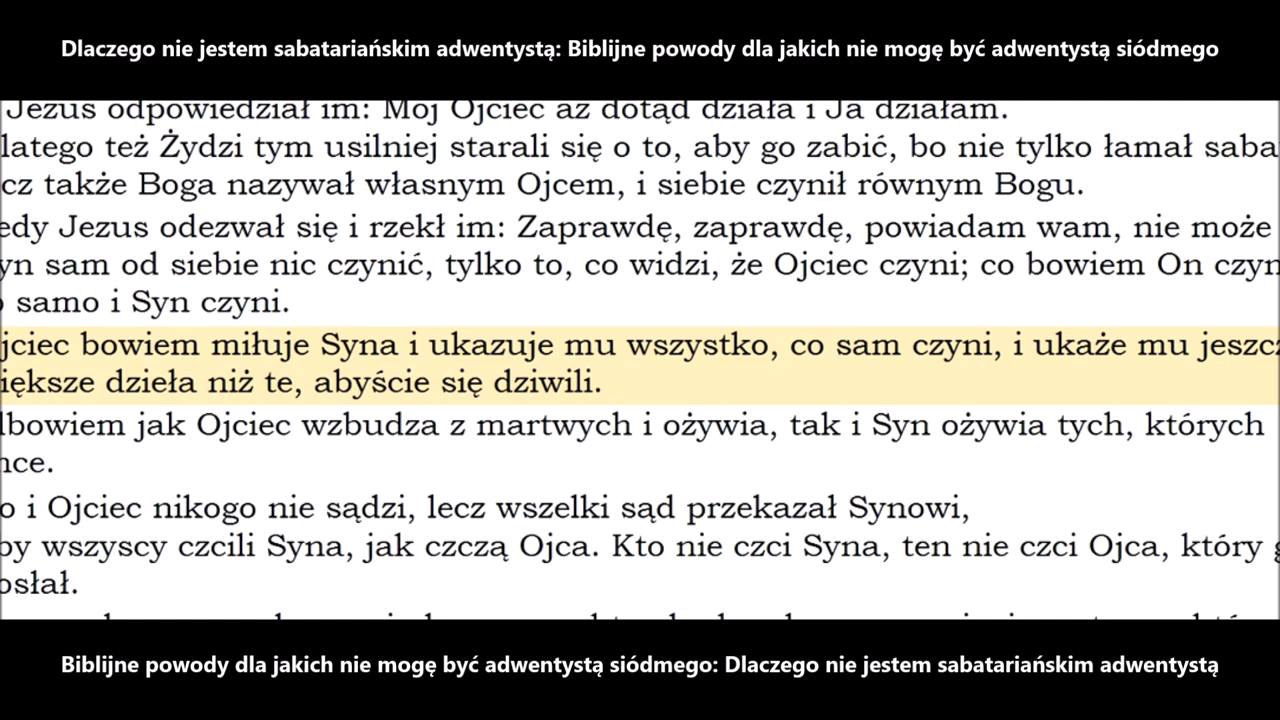 Dlaczego nie jestem sabatariańskim adwentystą: Biblijne powody dla jakich nie mogę być adwentystą siódmego
Jezus odpowiedział im: Mój Ojciec aż dotąd działa i Ja działam.
latego też Żydzi tym usilniej starali się o to, aby go zabić, bo nie tylko łamał saba
cz także Boga nazywał własnym Ojcem, i siebie czynił równym Bogu.
edy Jezus odezwał się i rzekł im: Zaprawdę, zaprawdę, powiadam wam, nie może
yn sam od siebie nic czynić, tylko to, co widzi, że Ojciec czyni; co bowiem On czyn
o samo i Syn czyni.
jciec bowiem miłuje Syna i ukazuje mu wszystko, co sam czyni, i ukaże mu jeszcz
iększe dzieła niż te, abyście się dziwili.
lbowiem jak Ojciec wzbudza z martwych i ożywia, tak i Syn ożywia tych, których
hce.
o i Ojciec nikogo nie sądzi, lecz wszelki sąd przekazał Synowi,
by wszyscy czcili Syna, jak czczą Ojca. Kto nie czci Syna, ten nie czci Ojca, który g
osłał.
Biblijne powody dla jakich nie mogę być adwentystą siódmego: Dlaczego nie jestem sabatariańskim adwentystą